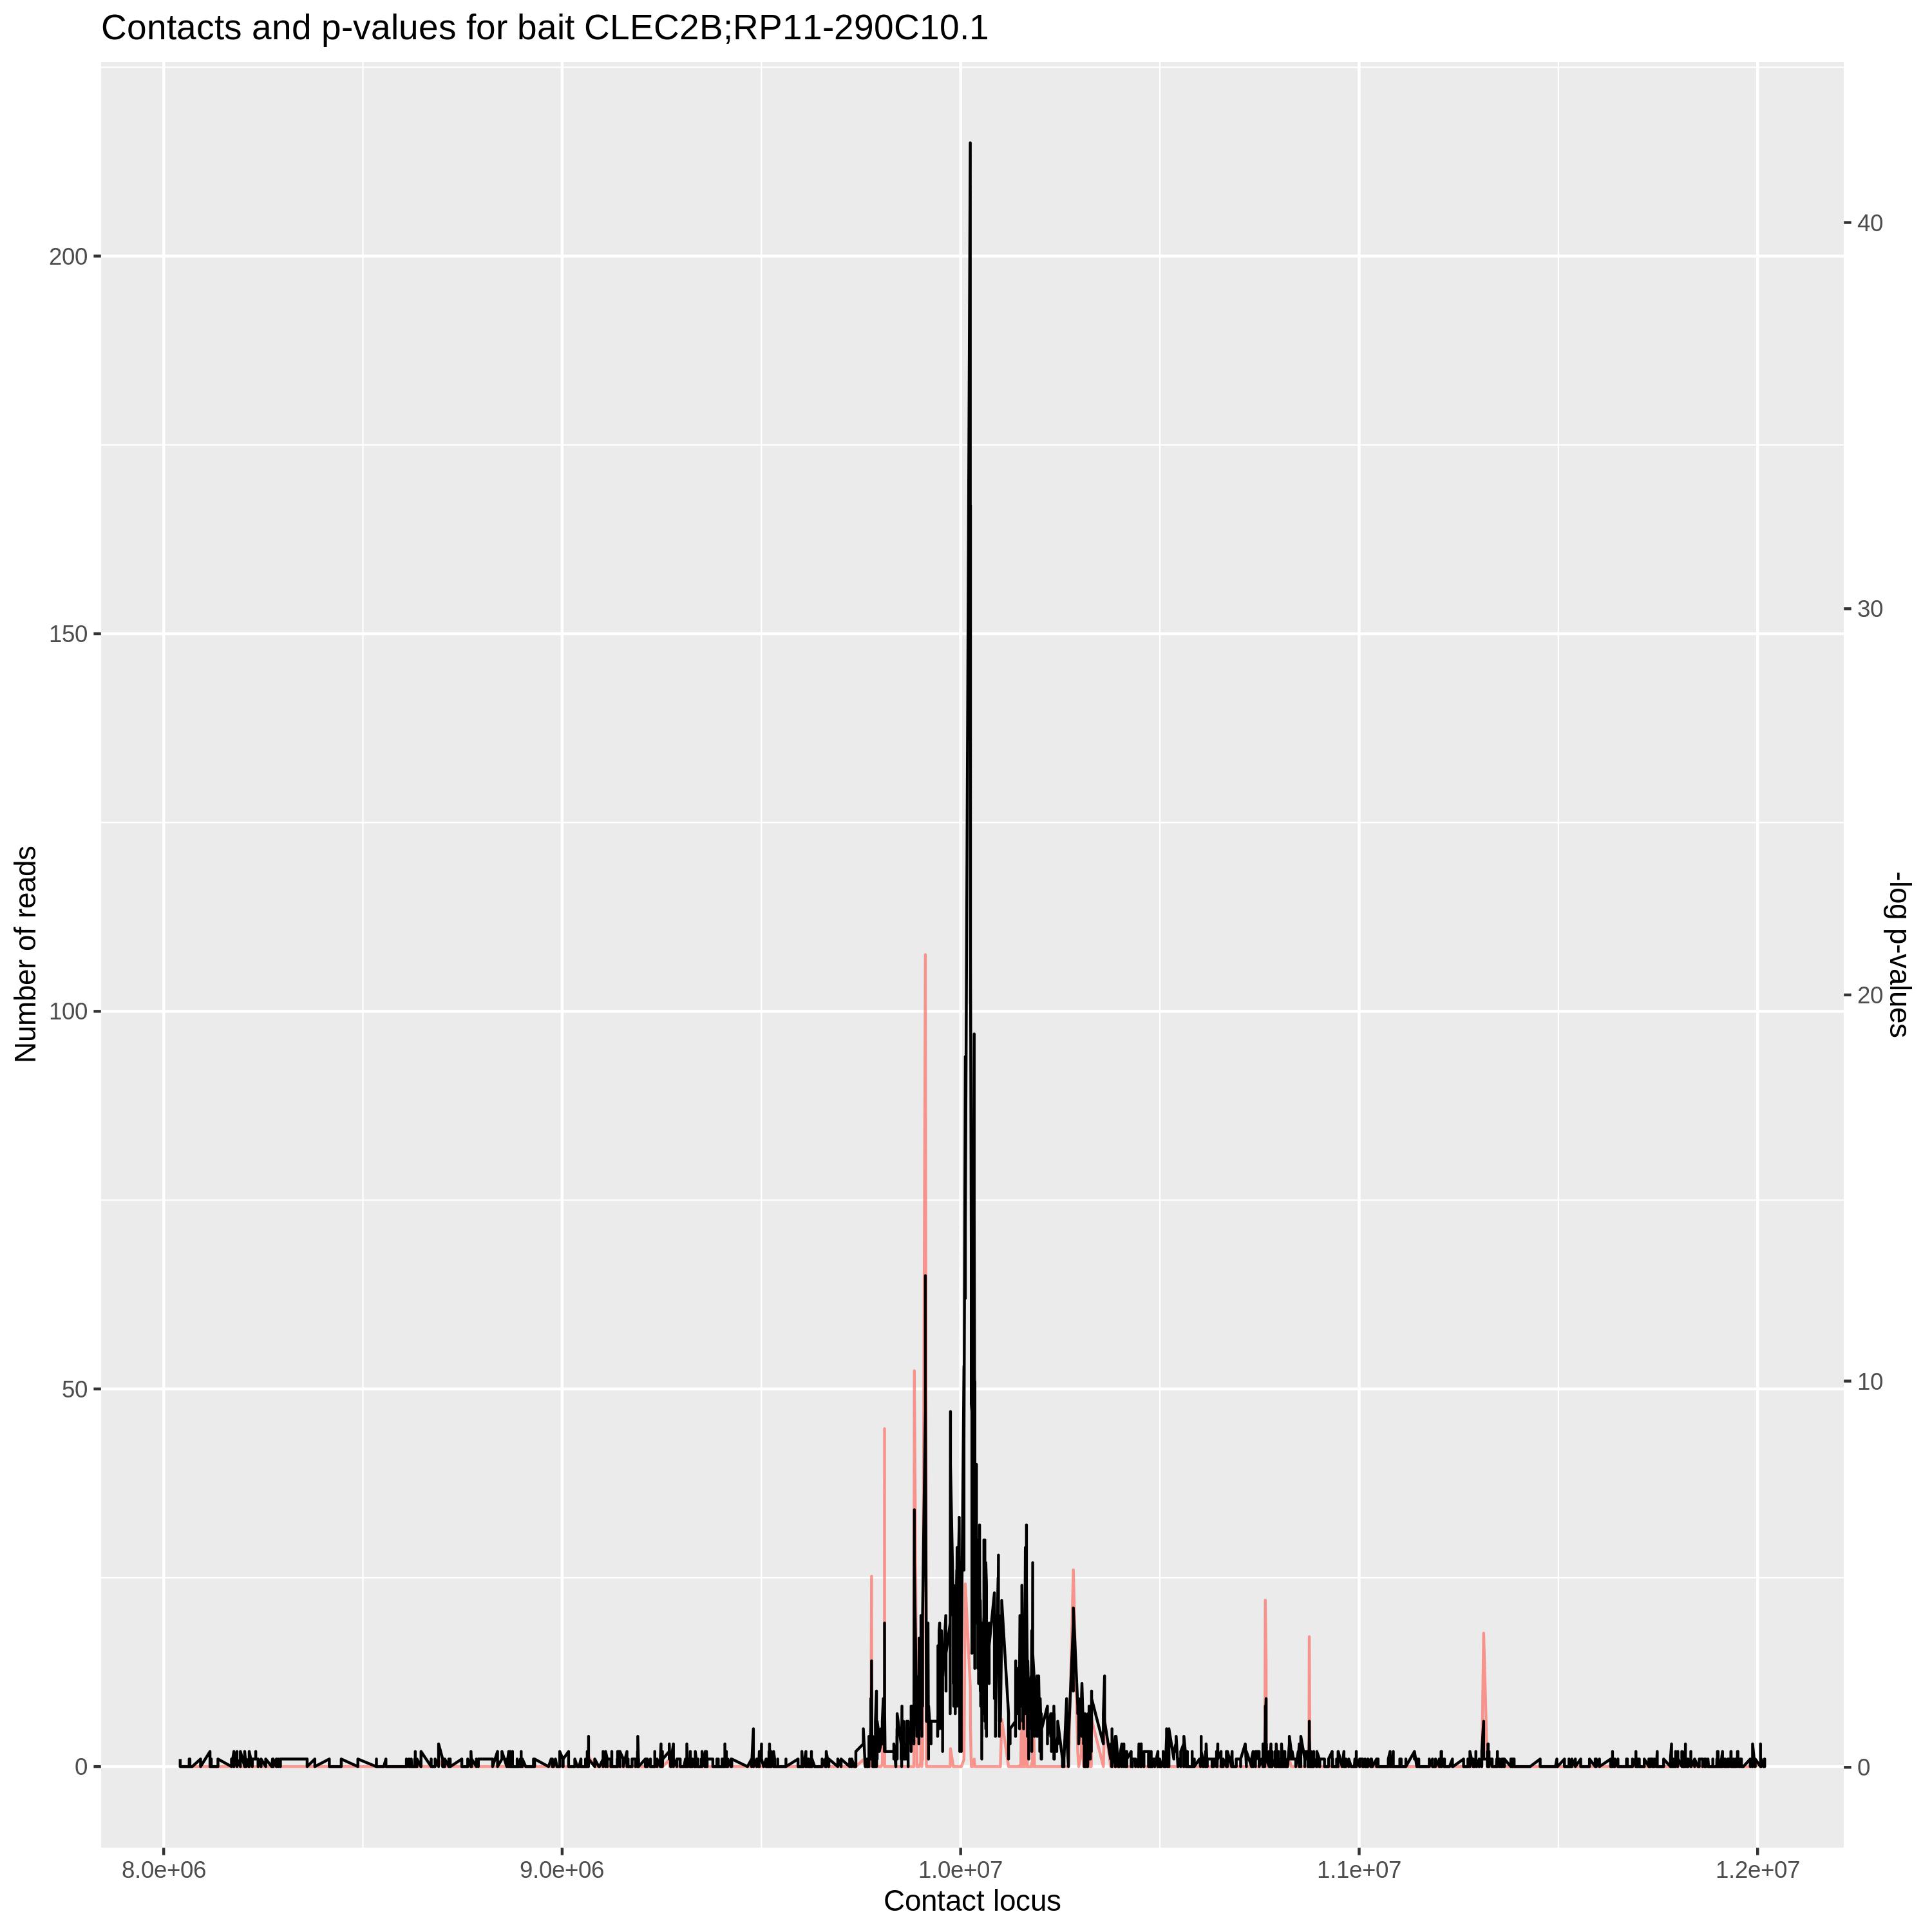 Contacts and p-values for bait CLEC2B;RP11-290C10.1
Number of reads
200
150
100
50
0
40
30
20
10
0
-log p-values
8.0e+06
9.0e+06
1.0e+07
1.1e+07
1.2e+07
Contact locus